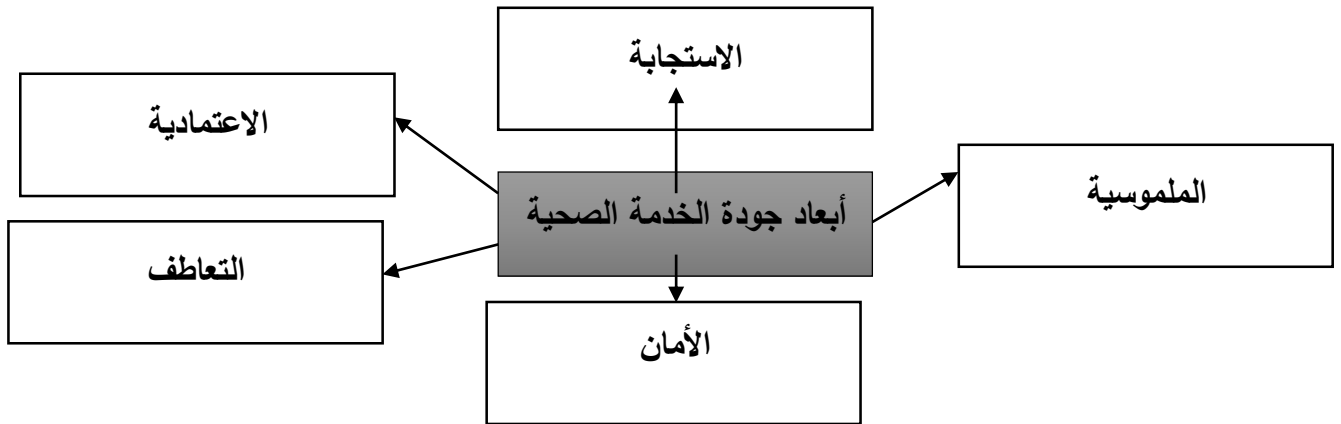 الاستجابة
الاعتمادية
الملموسية
أبعاد جودة الخدمة الصحية
التعاطف
الأمان